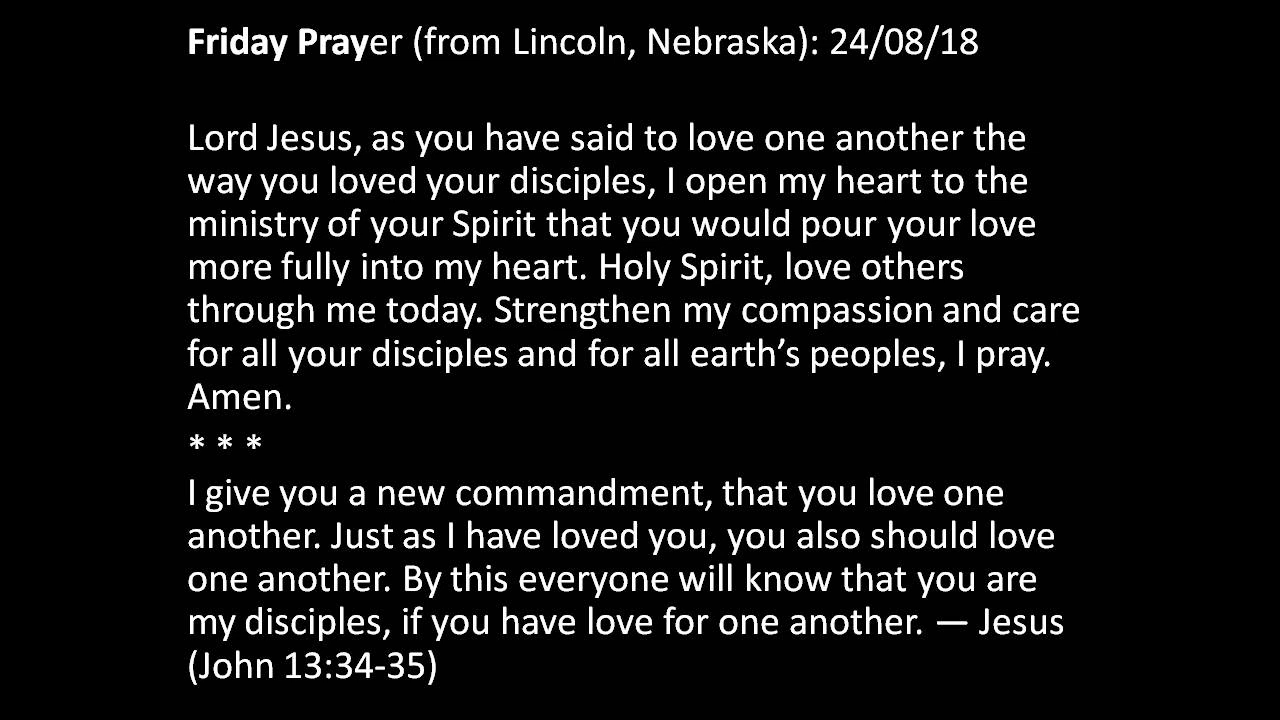 Friday Prayer (from Lincoln, Nebraska): 24/08/18
Lord Jesus, as you have said to love one another the
way you loved your disciples, I open my heart to the
ministry of your Spirit that you would pour your love
more fully into my heart. Holy Spirit, love others
through me today. Strengthen my compassion and care
for all your disciples and for all earth’s peoples, I pray.
Amen.
* * *
I give you a new commandment, that you love one
another. Just as I have loved you, you also should love
one another. By this everyone will know that you are
my disciples, if you have love for one another. — Jesus
(John 13:34-35)